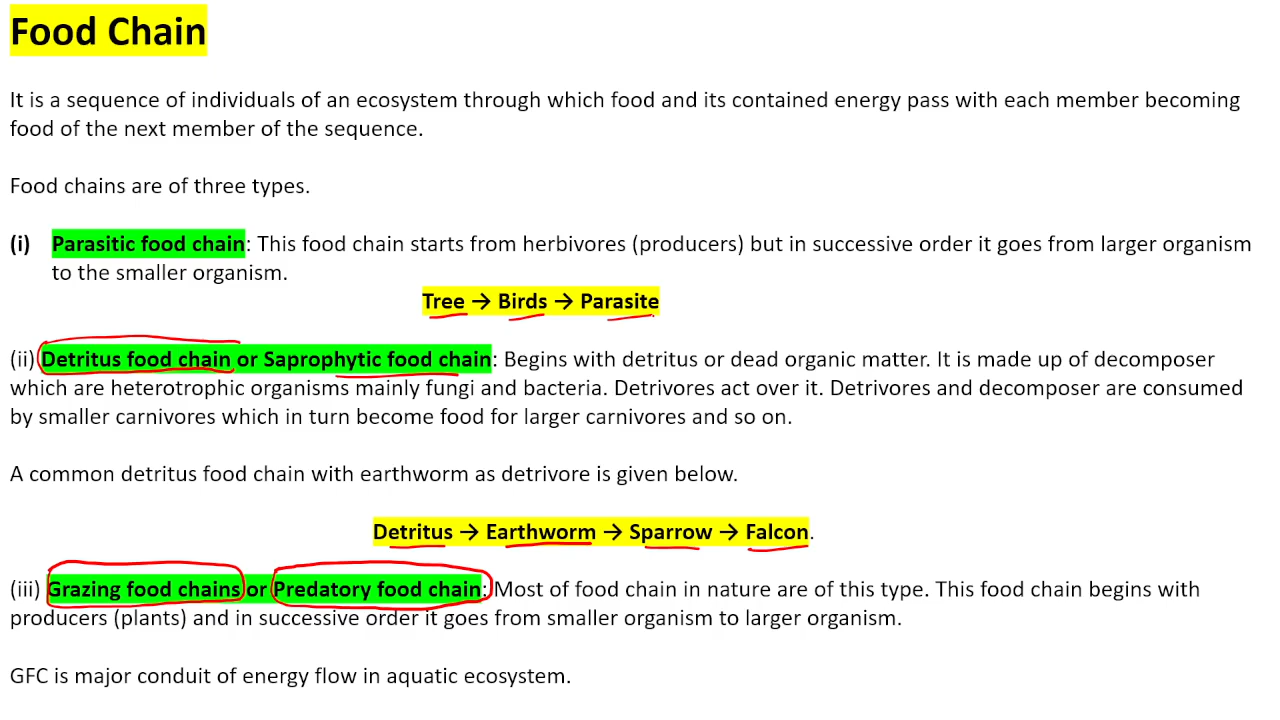 Food Chain
It is a sequence of individuals of an ecosystem through which food and its contained energy pass with each member becoming
food of the next member of the sequence.
Food chains are of three types.
(i) Parasitic food chain: This food chain starts from herbivores (producers) but in successive order it goes from larger organism
to the smaller organism.
Tree → Birds → Parasite
(ii) Detritus food chain or Saprophytic food chain: Begins with detritus or dead organic matter. It is made up of decomposer
which are heterotrophic organisms mainly fungi and bacteria. Detrivores act over it. Detrivores and decomposer are consumed
by smaller carnivores which in turn become food for larger carnivores and so on.
A common detritus food chain with earthworm as detrivore is given below.
Detritus → Earthworm → Sparrow → Falcon.
(iii) Grazing food chains or Predatory food chain: Most of food chain in nature are of this type. This food chain begins with
producers (plants) and in successive order it goes from smaller organism to larger organism.
GFC is major conduit of energy flow in aquatic ecosystem.